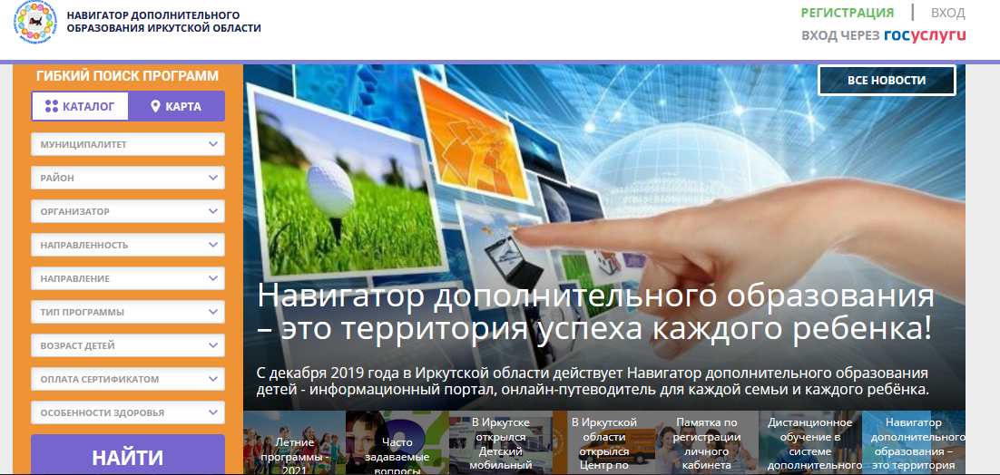 НАВИГАТОР ДОПОЛНИТЕЛЬНОГО
ОБРАЗОВАНИЯ ИРКУТСКОЙ ОБЛАСТИ
РЕГИСТРАЦИЯ | ВХОД
ВХОД ЧЕРЕЗ госуслуги
ГИБКИЙ ПОИСК ПРОГРАММ
КАТАЛОГ
КАРТА
МУНИЦИПАЛИТЕТ
РАЙОН
ОРГАНИЗАТОР
НАПРАВЛЕННОСТЬ
НАПРАВЛЕНИЕ
ТИП ПРОГРАММЫ
ВОЗРАСТ ДЕТЕЙ
ОПЛАТА СЕРТИФИКАТОМ
ОСОБЕННОСТИ ЗДОРОВЬЯ
НАЙТИ
ВСЕ НОВОСТИ
Навигатор дополнительного образования
– это территория успеха каждого ребенка!
С декабря 2019 года в Иркутской области действует Навигатор дополнительного образования
детей - информационный портал, онлайн-путеводитель для каждой семьи и каждого ребёнка.
Летние
программы -
2021
Часто
задаваемые
вопросы
В Иркутске
открылся
Детский
мобильный
В Иркутской
области
открылся
Центр по
Памятка по
регистрации
личного
кабинета
Дистанционное
обучение в
системе
дополнительного
Навигатор
дополнительного
образования –
это территория